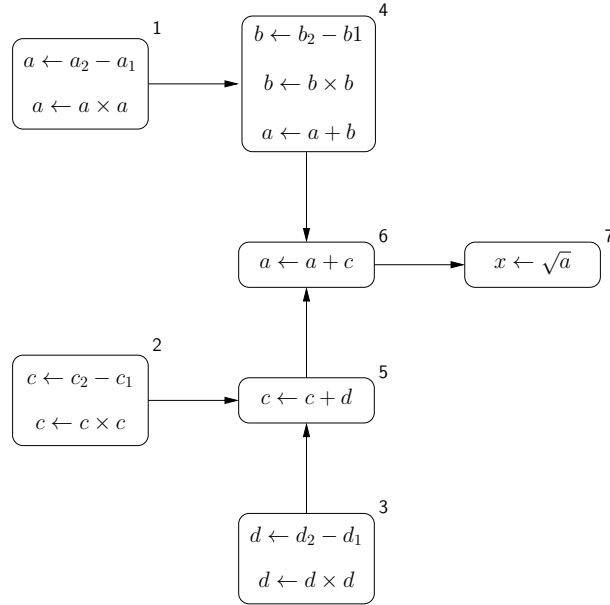 1
a ← a₂ − a₁
a ← a × a
4
b ← b₂ − b1
b ← b × b
a ← a + b
6
a ← a + c
7
x ← √a
2
c ← c₂ − c₁
c ← c × c
5
c ← c + d
3
d ← d₂ − d₁
d ← d × d